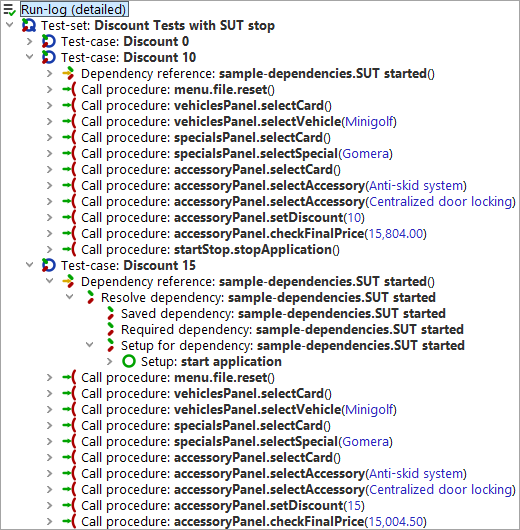 Run-log (detailed)
Test-set: Discount Tests with SUT stop
Test-case: Discount 0
Test-case: Discount 10
Dependency reference: sample-dependencies.SUT started()
Call procedure: menu.file.reset()
Call procedure: vehiclesPanel.selectCard()
Call procedure: vehiclesPanel.selectVehicle(Minigolf)
Call procedure: specialsPanel.selectCard()
Call procedure: specialsPanel.selectSpecial(Gomera)
Call procedure: accessoryPanel.selectCard()
Call procedure: accessoryPanel.selectAccessory(Anti-skid system)
Call procedure: accessoryPanel.selectAccessory(Centralized door locking)
Call procedure: accessoryPanel.setDiscount(10)
Call procedure: accessoryPanel.checkFinalPrice(15,804.00)
Call procedure: startStop.stopApplication()
Test-case: Discount 15
Dependency reference: sample-dependencies.SUT started()
Resolve dependency: sample-dependencies.SUT started
Saved dependency: sample-dependencies.SUT started
Required dependency: sample-dependencies.SUT started
Setup for dependency: sample-dependencies.SUT started
Setup: start application
Call procedure: menu.file.reset()
Call procedure: vehiclesPanel.selectCard()
Call procedure: vehiclesPanel.selectVehicle(Minigolf)
Call procedure: specialsPanel.selectCard()
Call procedure: specialsPanel.selectSpecial(Gomera)
Call procedure: accessoryPanel.selectCard()
Call procedure: accessoryPanel.selectAccessory(Anti-skid system)
Call procedure: accessoryPanel.selectAccessory(Centralized door locking)
Call procedure: accessoryPanel.setDiscount(15)
Call procedure: accessoryPanel.checkFinalPrice(15,004.50)